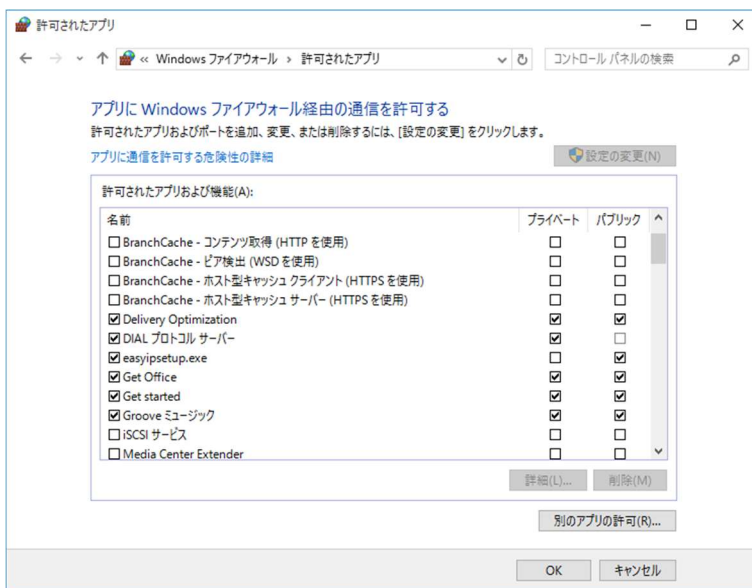 許可されたアプリ
« Windows ファイアウォール › 許可されたアプリ コントロール パネルの検索
アプリに Windows ファイアウォール経由の通信を許可する
許可されたアプリおよびポートを追加、変更、または削除するには、[設定の変更] をクリックします。
アプリに通信を許可する危険性の詳細 設定の変更(N)
許可されたアプリおよび機能(A):
名前 プライベート パブリック
BranchCache - コンテンツ取得 (HTTP を使用)
BranchCache - ピア検出 (WSD を使用)
BranchCache - ホスト型キャッシュ クライアント (HTTPS を使用)
BranchCache - ホスト型キャッシュ サーバー (HTTPS を使用)
Delivery Optimization
DIAL プロトコル サーバー
easyipsetup.exe
Get Office
Get started
Groove ミュージック
iSCSI サービス
Media Center Extender
詳細(L)... 削除(M)
別のアプリの許可(R)...
OK キャンセル